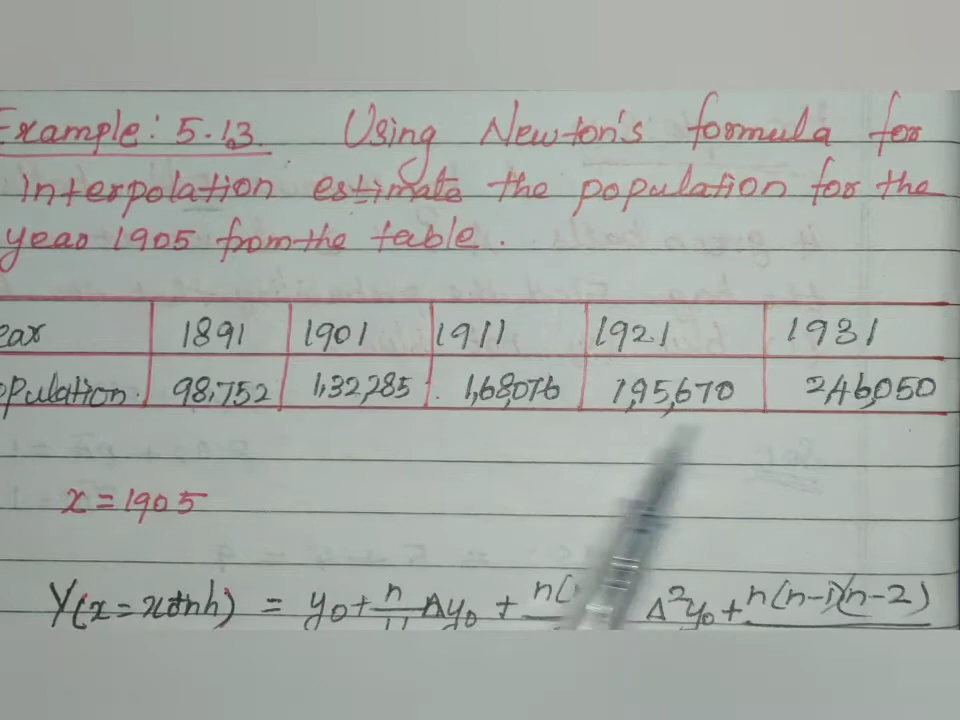 Example: 5.13. Using Newton's formula for
interpolation estimate the population for the
year 1905 from the table.
ear 1891 1901 1911 1921 1931
opulation. 98,752 1,32,285 1,68,076 1,95,670 2,46,050
x = 1905
Y(x = x0+nh) = y0 + n Δy0 + n( Δ²y0 + n(n-1)(n-2)